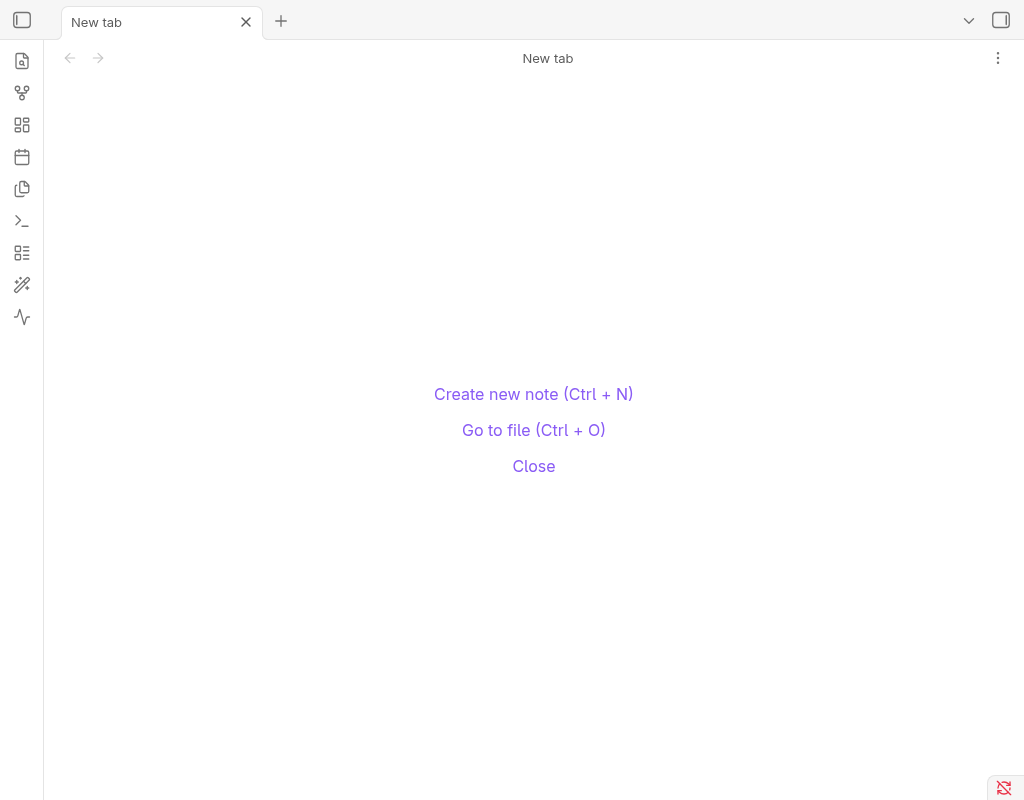 New tab
New tab
Create new note (Ctrl + N)
Go to file (Ctrl + O)
Close